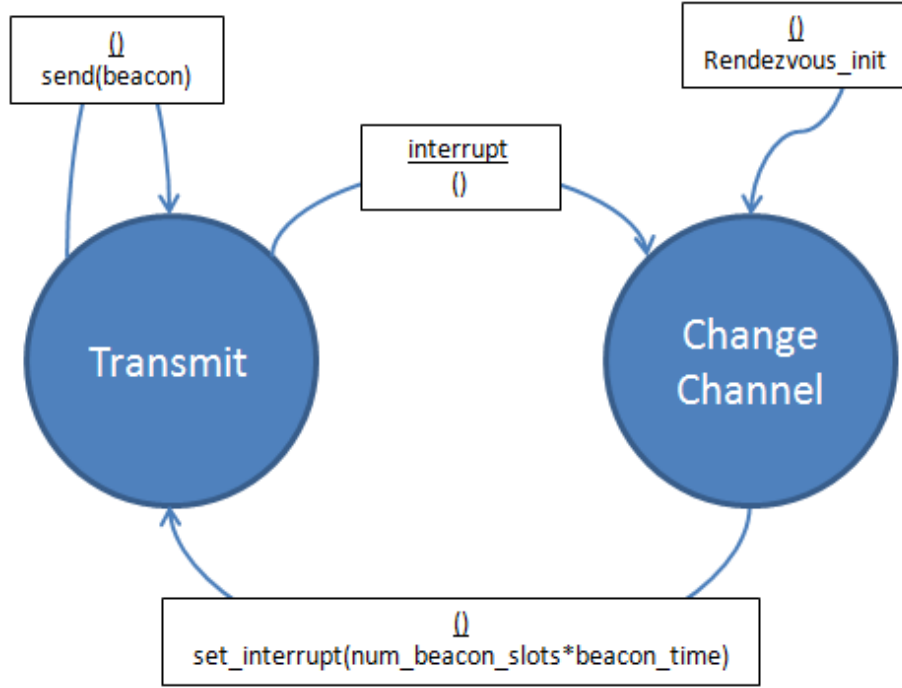 ()
send(beacon)
()
Rendezvous_init
interrupt
()
Transmit
Change
Channel
()
set_interrupt(num_beacon_slots*beacon_time)